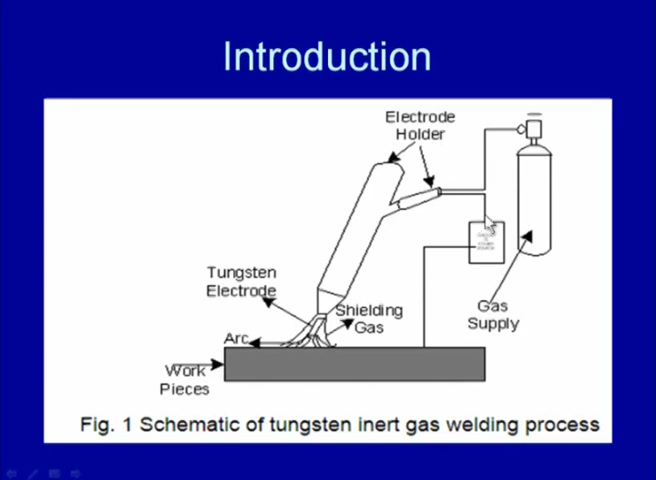 Introduction
Electrode
Holder
Tungsten
Electrode
Shielding
Gas
Gas
Supply
Arc
Work
Pieces
Fig. 1 Schematic of tungsten inert gas welding process